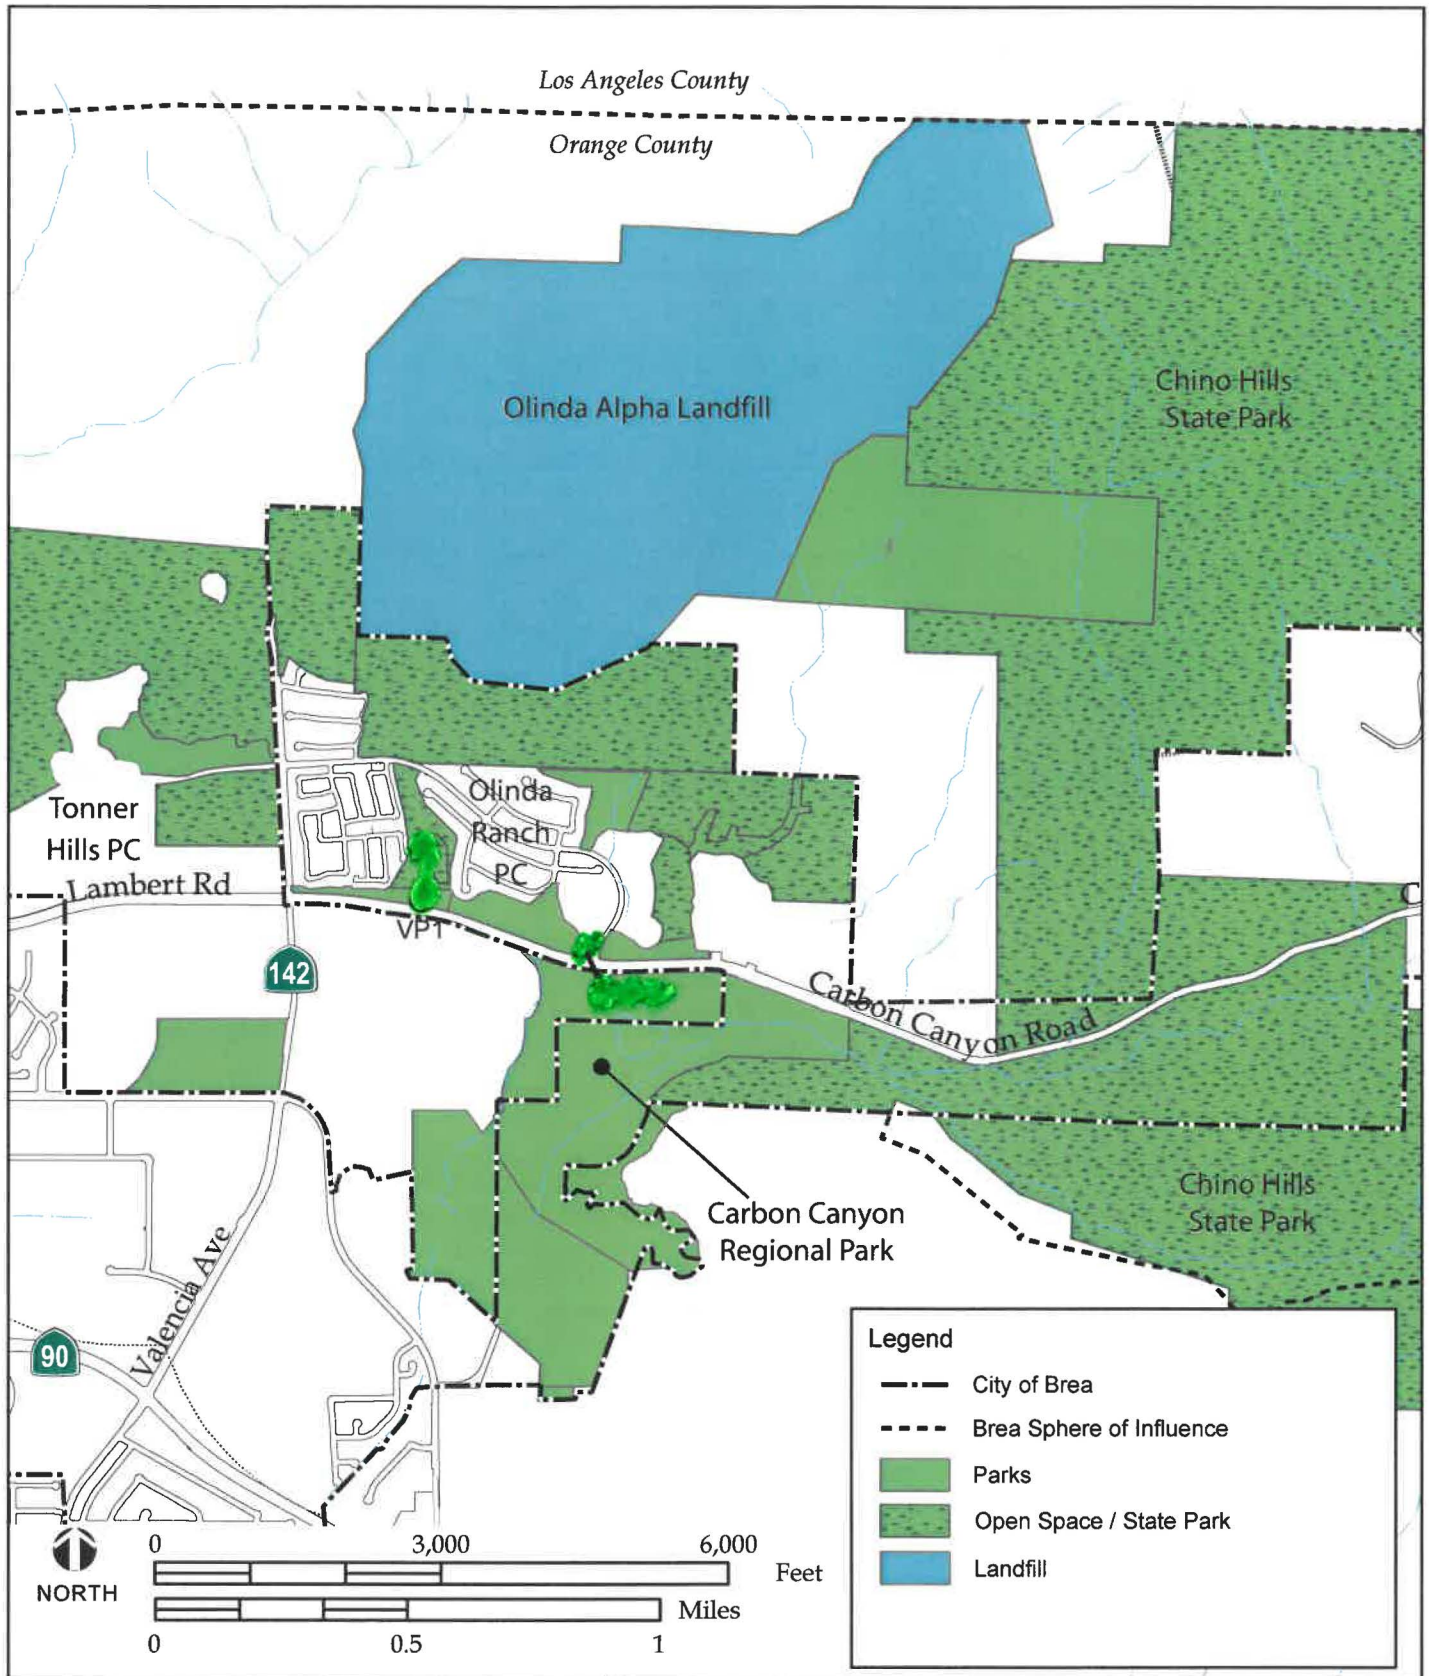 Los Angeles County
Orange County
Olinda Alpha Landfill
Chino Hills
State Park
Tonner
Hills PC
Olinda
Ranch
PC
Lambert Rd
VP1
C
142
Carbon Canyon Road
Carbon Canyon
Regional Park
Chino Hills
State Park
Valencia Ave
90
Legend
City of Brea
Brea Sphere of Influence
Parks
Open Space / State Park
Landfill
NORTH
0 3,000 6,000
Feet
Miles
0 0.5 1